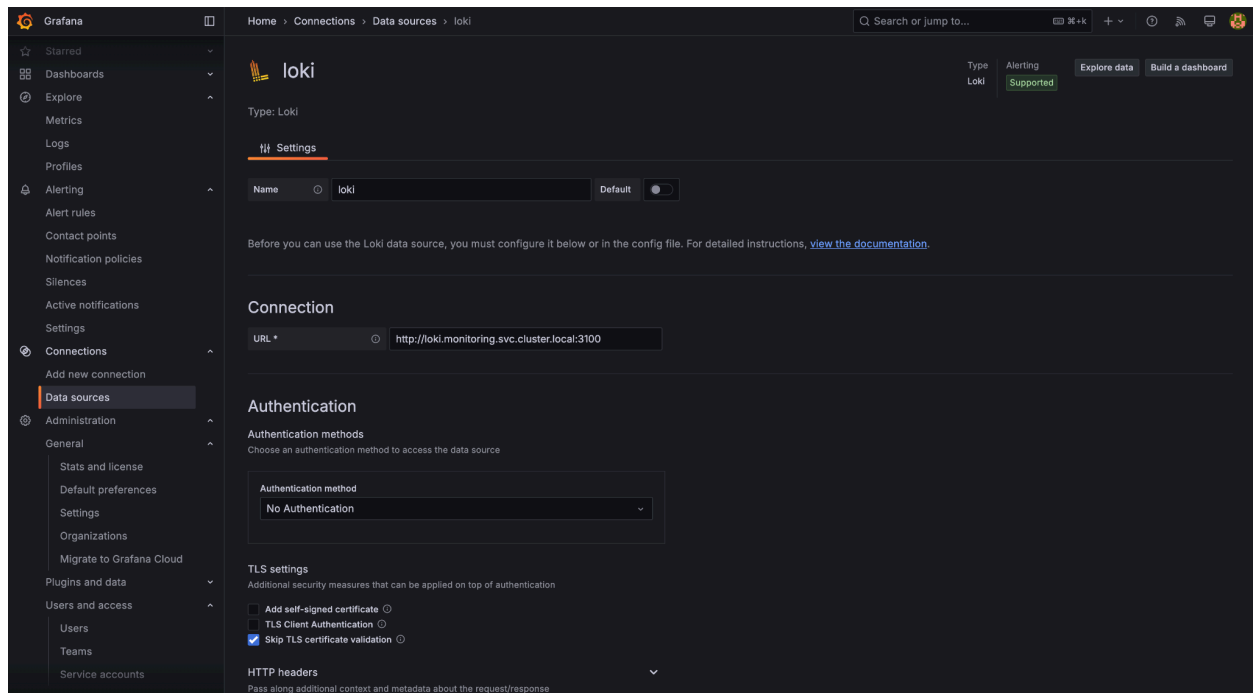 Grafana
Home › Connections › Data sources › loki
Search or jump to...
⌘+k
Starred
Dashboards
Explore
Metrics
Logs
Profiles
Alerting
Alert rules
Contact points
Notification policies
Silences
Active notifications
Settings
Connections
Add new connection
Data sources
Administration
General
Stats and license
Default preferences
Settings
Organizations
Migrate to Grafana Cloud
Plugins and data
Users and access
Users
Teams
Service accounts
loki
Type
Loki
Alerting
Supported
Explore data
Build a dashboard
Type: Loki
Settings
Name
loki
Default
Before you can use the Loki data source, you must configure it below or in the config file. For detailed instructions, view the documentation.
Connection
URL *
http://loki.monitoring.svc.cluster.local:3100
Authentication
Authentication methods
Choose an authentication method to access the data source
Authentication method
No Authentication
TLS settings
Additional security measures that can be applied on top of authentication
Add self-signed certificate
TLS Client Authentication
Skip TLS certificate validation
HTTP headers
Pass along additional context and metadata about the request/response